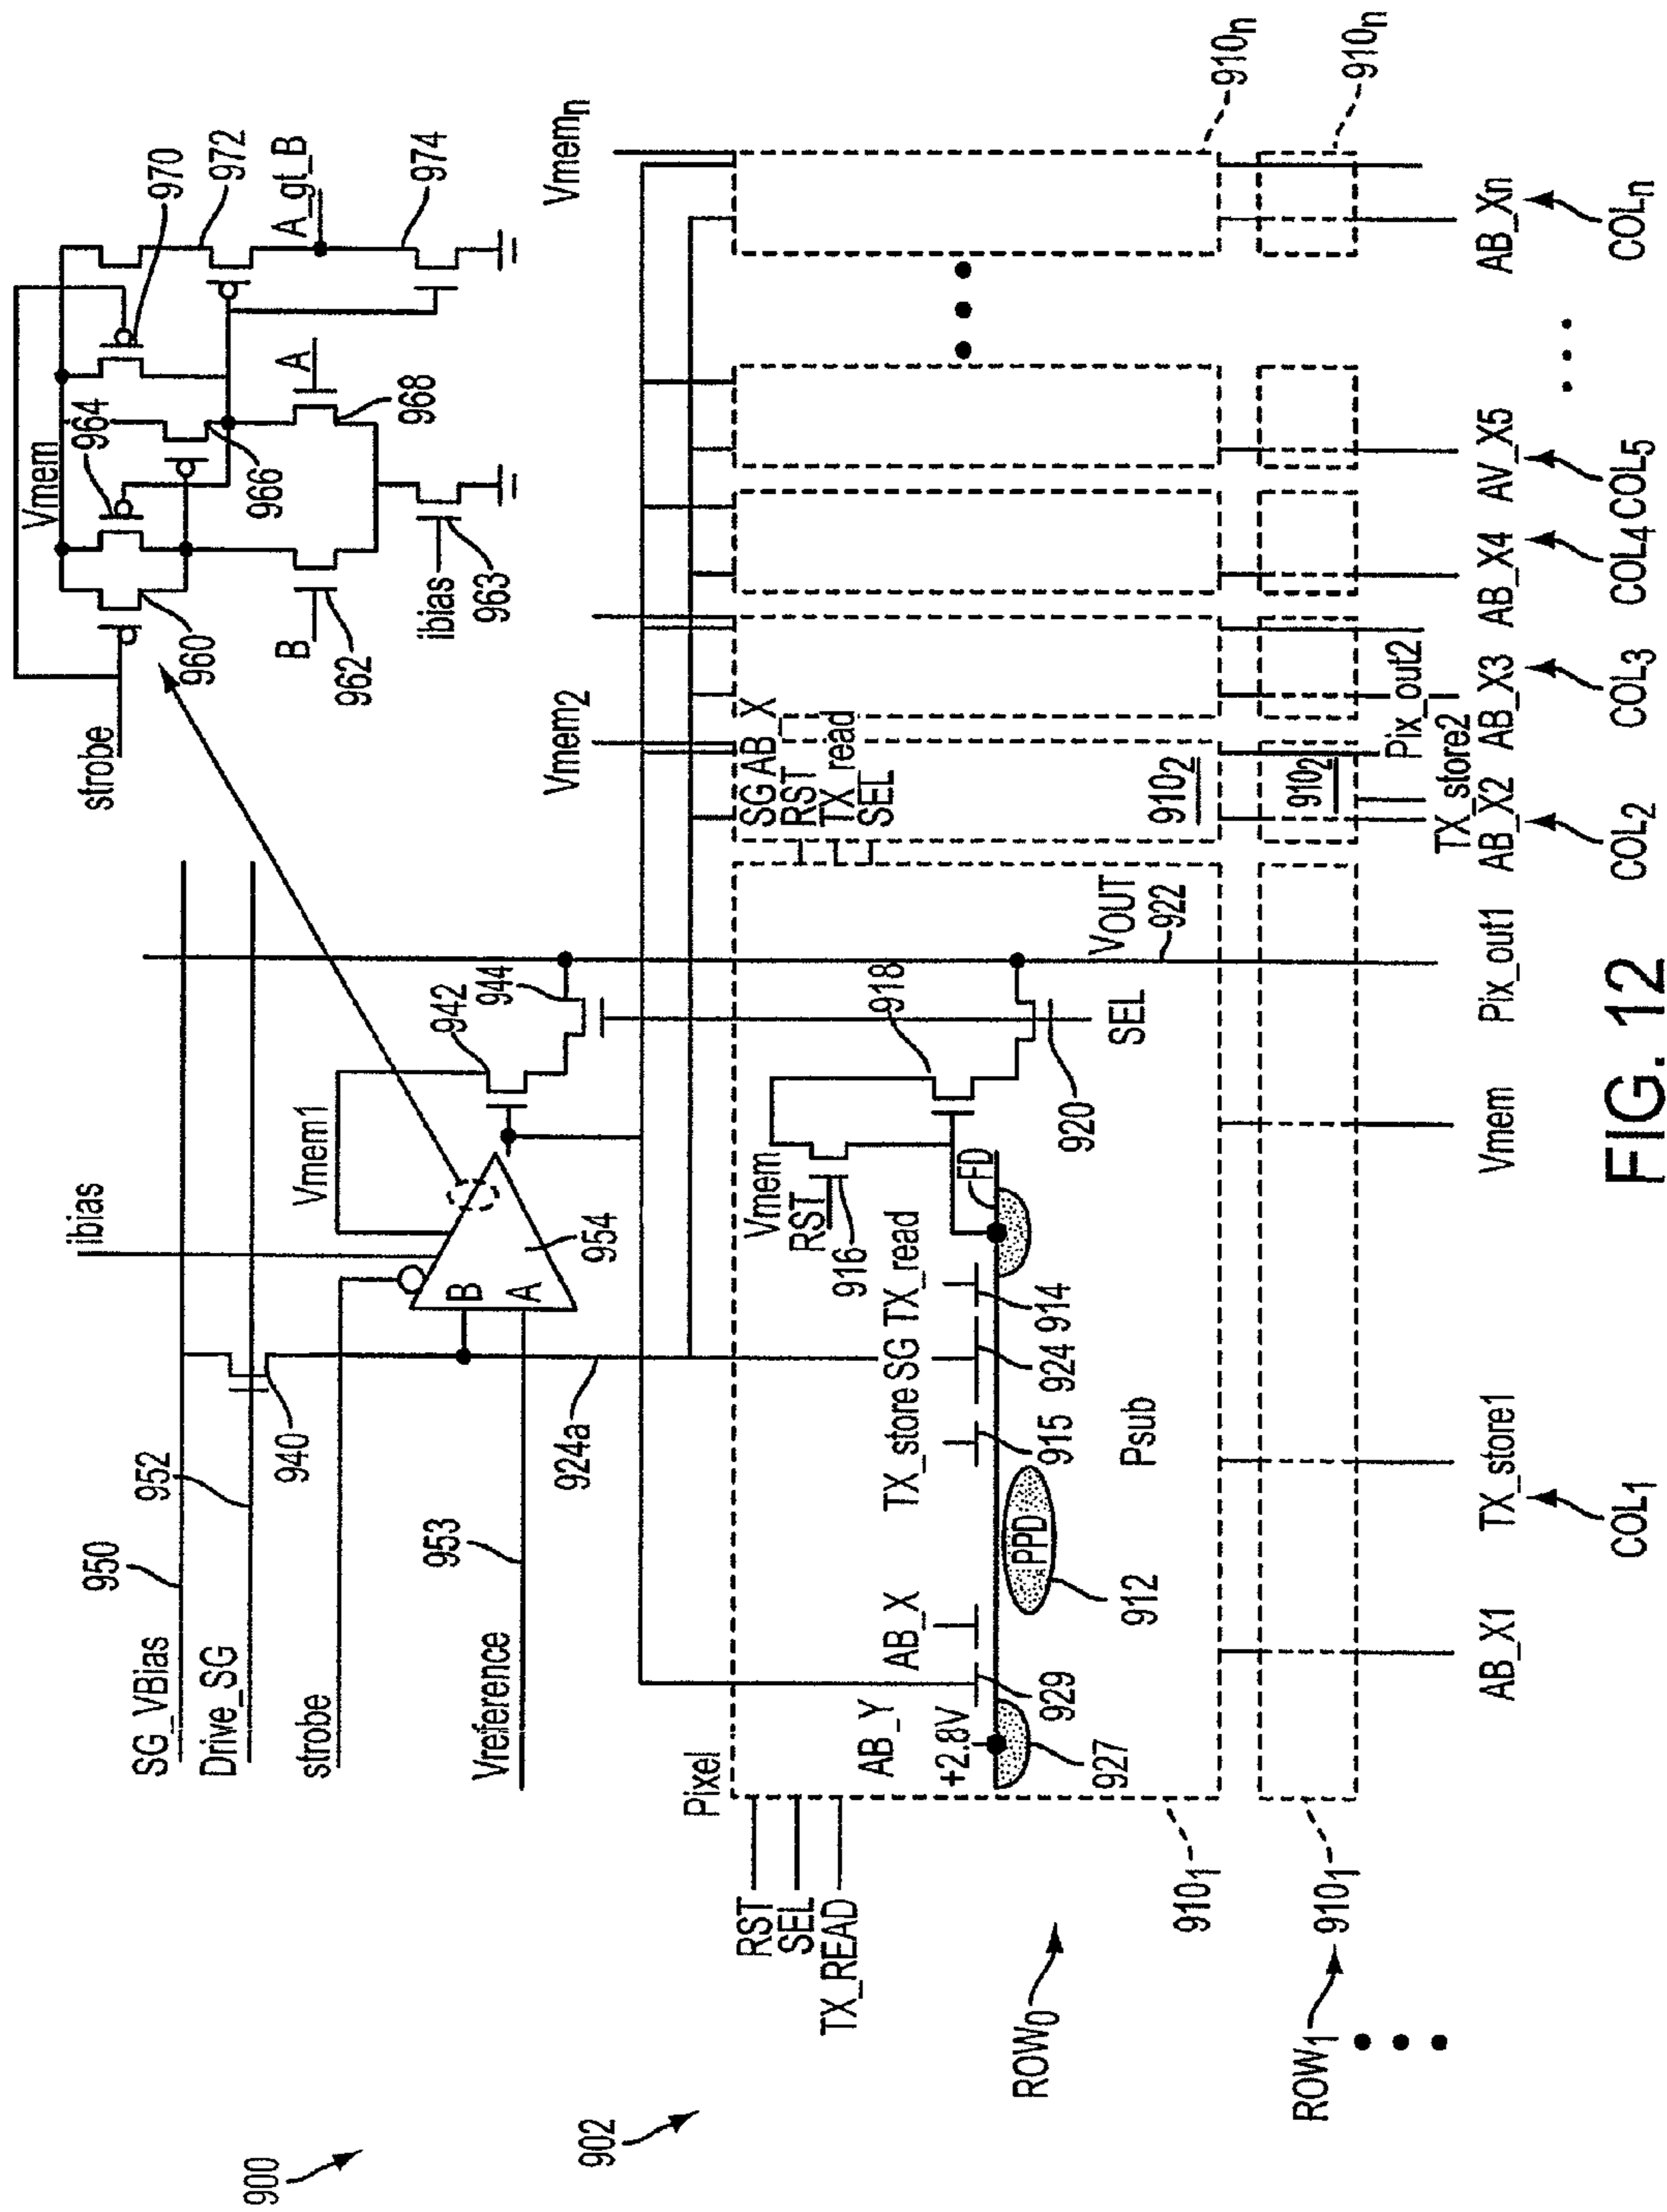 900
902
SG_VBias
950
Drive_SG
952
940
strobe
Vreference
953
924a
ibias
Vmem1
B
A
954
942
944
strobe
Vmem
960
964
966
970
972
A_gt_B
974
B
962
A
968
ibias
963
Vmem2
Vmemn
Pixel
RST
SEL
TX_READ
AB_Y
+2.8V
927
929
AB_X
PPD
912
TX_store
915
SG
924
TX_read
914
Psub
Vmem
RST
916
FD
918
920
SEL
VOUT
922
SG AB_X
RST
TX_read
SEL
9102
9102
910n
910n
ROW0
9101
ROW1
9101
AB_X1
TX_store1
COL1
Vmem
Pix_out1
TX_store2
AB_X2
COL2
Pix_out2
AB_X3
COL3
AB_X4
COL4
AV_X5
COL5
AB_Xn
COLn
FIG. 12